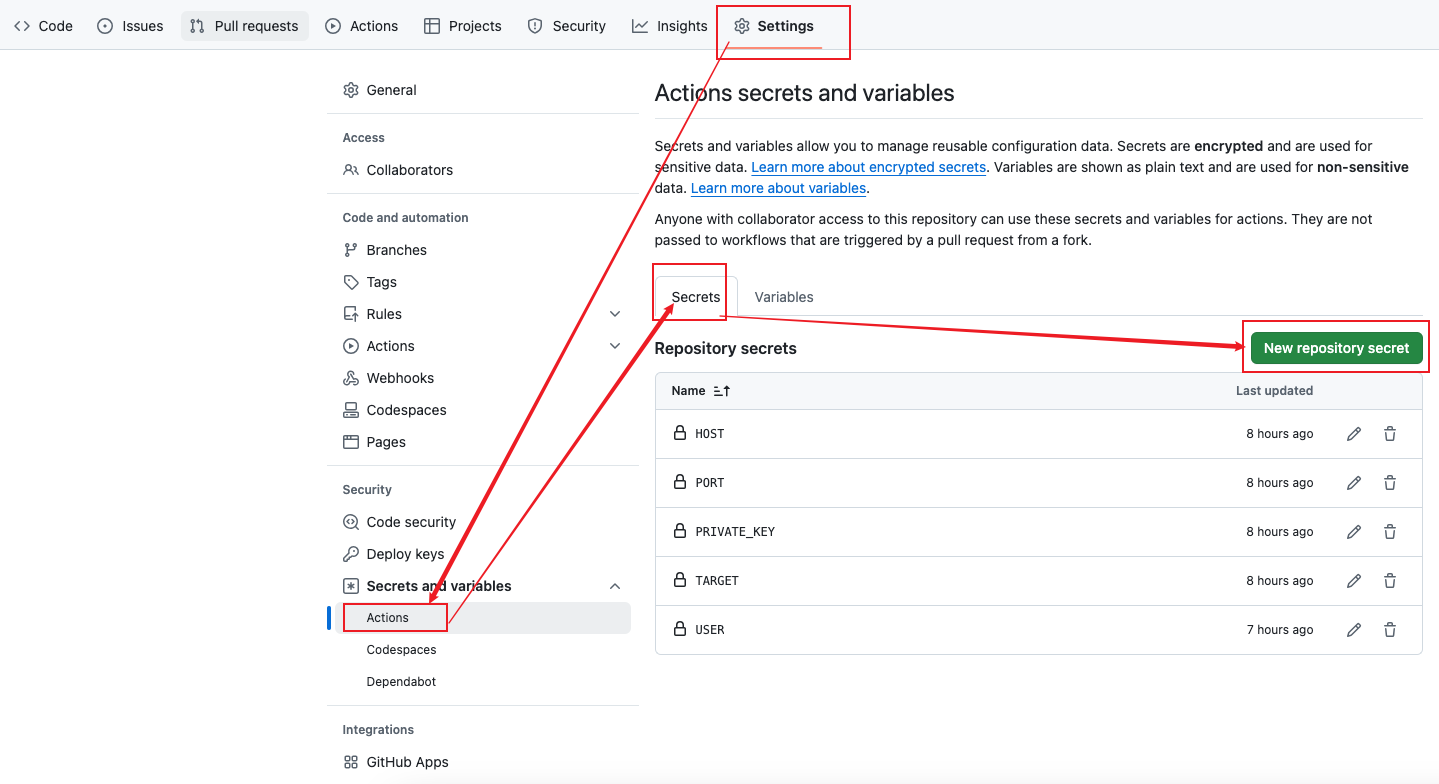 Code Issues Pull requests Actions Projects Security Insights Settings
General
Access
Collaborators
Code and automation
Branches
Tags
Rules
Actions
Webhooks
Codespaces
Pages
Security
Code security
Deploy keys
Secrets and variables
Actions
Codespaces
Dependabot
Integrations
GitHub Apps
Actions secrets and variables
Secrets and variables allow you to manage reusable configuration data. Secrets are encrypted and are used for
sensitive data. Learn more about encrypted secrets. Variables are shown as plain text and are used for non-sensitive
data. Learn more about variables.
Anyone with collaborator access to this repository can use these secrets and variables for actions. They are not
passed to workflows that are triggered by a pull request from a fork.
Secrets Variables
Repository secrets New repository secret
Name Last updated
HOST 8 hours ago
PORT 8 hours ago
PRIVATE_KEY 8 hours ago
TARGET 8 hours ago
USER 7 hours ago